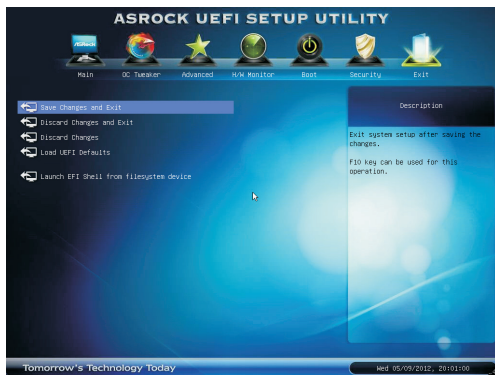 ASROCK UEFI SETUP UTILITY
ASRock
Main OC Tweaker Advanced H/W Monitor Boot Security Exit
Save Changes and Exit
Discard Changes and Exit
Discard Changes
Load UEFI Defaults
Launch EFI Shell from filesystem device
Description
Exit system setup after saving the
changes.
F10 key can be used for this
operation.
Tomorrow's Technology Today
Wed 05/09/2012, 20:01:00